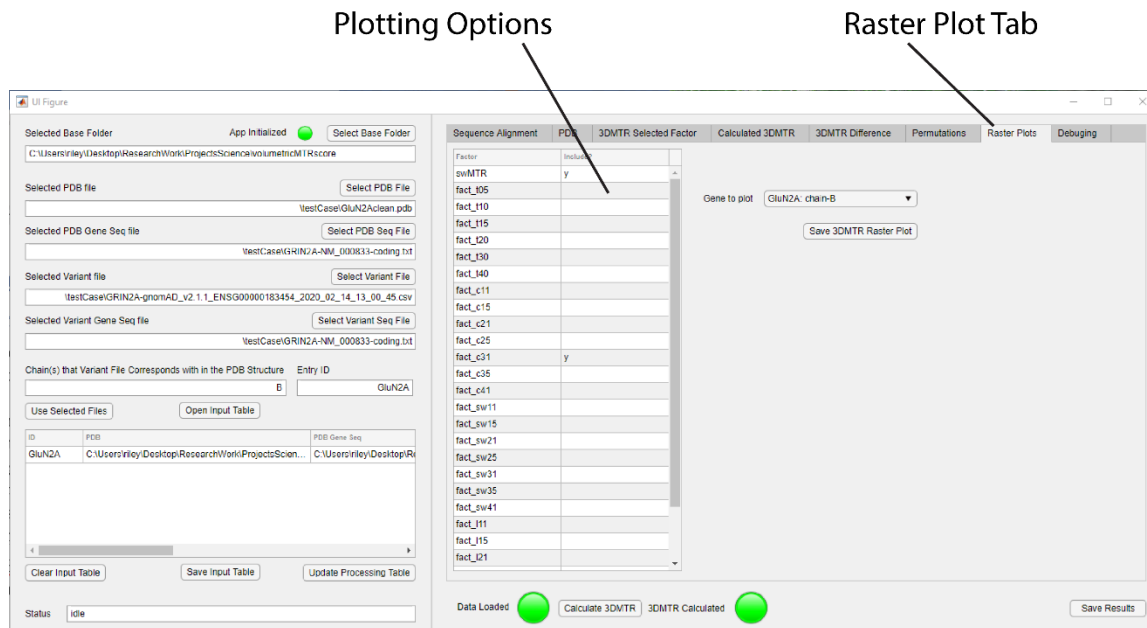 Plotting Options
Raster Plot Tab
UI Figure
Selected Base Folder
App Initialized
Select Base Folder
C:\Users\riley\Desktop\ResearchWork\ProjectsScience\volumetricMTRscore
Selected PDB file
Select PDB File
\testCase\GluN2Aclean.pdb
Selected PDB Gene Seq file
Select PDB Seq File
\testCase\GRIN2A-NM_000833-coding.txt
Selected Variant file
Select Variant File
\testCase\GRIN2A-gnomAD_v2.1.1_ENSG00000183454_2020_02_14_13_00_45.csv
Selected Variant Gene Seq file
Select Variant Seq File
\testCase\GRIN2A-NM_000833-coding.txt
Chain(s) that Variant File Corresponds with in the PDB Structure
Entry ID
B
GluN2A
Use Selected Files
Open Input Table
ID PDB PDB Gene Seq
GluN2A C:\Users\riley\Desktop\ResearchWork\ProjectsScien... C:\Users\riley\Desktop\Re
Clear Input Table
Save Input Table
Update Processing Table
Status
idle
Sequence Alignment PDB 3DMTR Selected Factor Calculated 3DMTR 3DMTR Difference Permutations Raster Plots Debuging
Factor Include?
swMTR y
fact_t05
fact_t10
fact_t15
fact_t20
fact_t30
fact_t40
fact_c11
fact_c15
fact_c21
fact_c25
fact_c31 y
fact_c35
fact_c41
fact_sw11
fact_sw15
fact_sw21
fact_sw25
fact_sw31
fact_sw35
fact_sw41
fact_l11
fact_l15
fact_l21
Gene to plot
GluN2A: chain-B
Save 3DMTR Raster Plot
Data Loaded
Calculate 3DMTR
3DMTR Calculated
Save Results